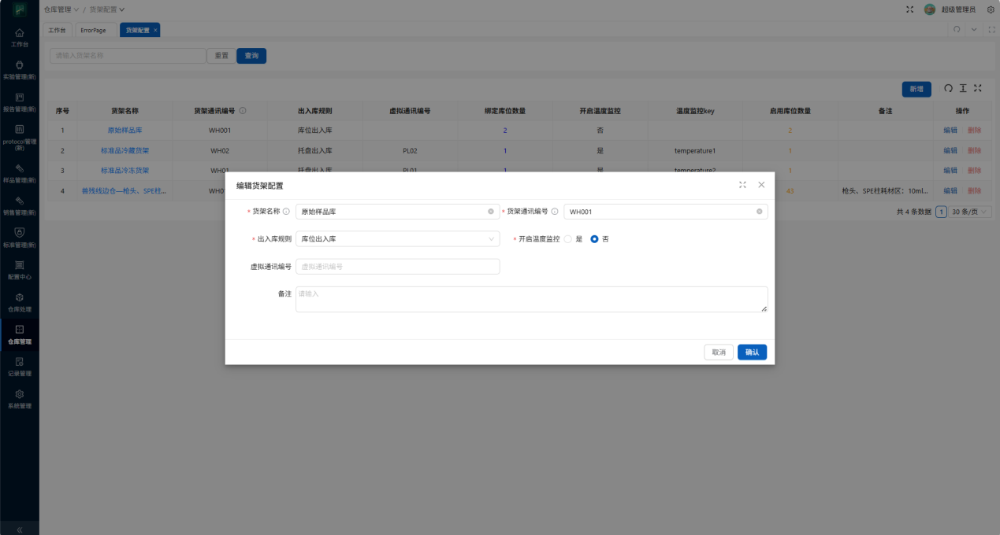 仓库管理 / 货架配置
超级管理员
工作台
ErrorPage
货架配置 ×
请输入货架名称
重置
查询
新增
序号 货架名称 货架通讯编号 出入库规则 虚拟通讯编号 绑定库位数量 开启温度监控 温度监控key 启用库位数量 备注 操作
1 原始样品库 WH001 库位出入库 2 否 2 编辑 删除
2 标准品冷藏货架 WH02 托盘出入库 PL02 1 是 temperature1 1 编辑 删除
3 标准品冷冻货架 WH01 托盘出入库 PL01 1 是 temperature2 1 编辑 删除
4 兽残线边仓—枪头、SPE柱... 43 枪头、SPE柱耗材区：10ml... 编辑 删除
共 4 条数据 1 30 条/页
工作台
实验管理(新)
报告管理(新)
protocol管理
(新)
样品管理(新)
销售管理(新)
标准管理(新)
配置中心
仓库处理
仓库管理
记录管理
系统管理
编辑货架配置
* 货架名称 原始样品库 * 货架通讯编号 WH001
* 出入库规则 库位出入库 * 开启温度监控 是 否
虚拟通讯编号 虚拟通讯编号
备注 请输入
取消 确认